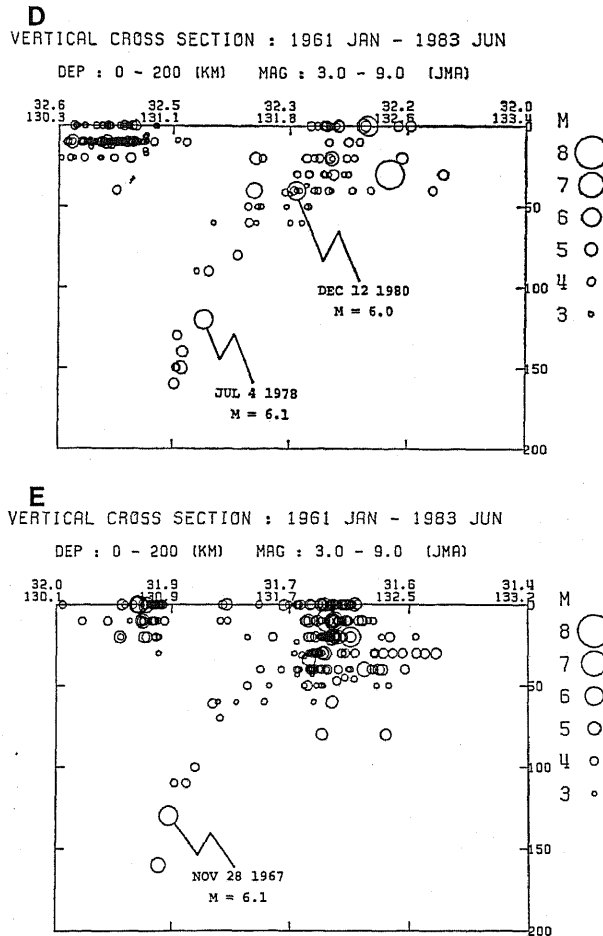 D
VERTICAL CROSS SECTION : 1961 JAN - 1983 JUN
DEP : 0 - 200 (KM) MAG : 3.0 - 9.0 (JMA)
32.6 32.5 32.3 32.2 32.0
130.3 131.1 131.8 132.6 133.4
M
0
8
7
6
5
4
3
50
100
150
200
DEC 12 1980
M = 6.0
JUL 4 1978
M = 6.1
E
VERTICAL CROSS SECTION : 1961 JAN - 1983 JUN
DEP : 0 - 200 (KM) MAG : 3.0 - 9.0 (JMA)
32.0 31.9 31.7 31.6 31.4
130.1 130.9 131.7 132.5
M
0
8
7
6
5
4
3
50
100
150
200
NOV 28 1967
M = 6.1